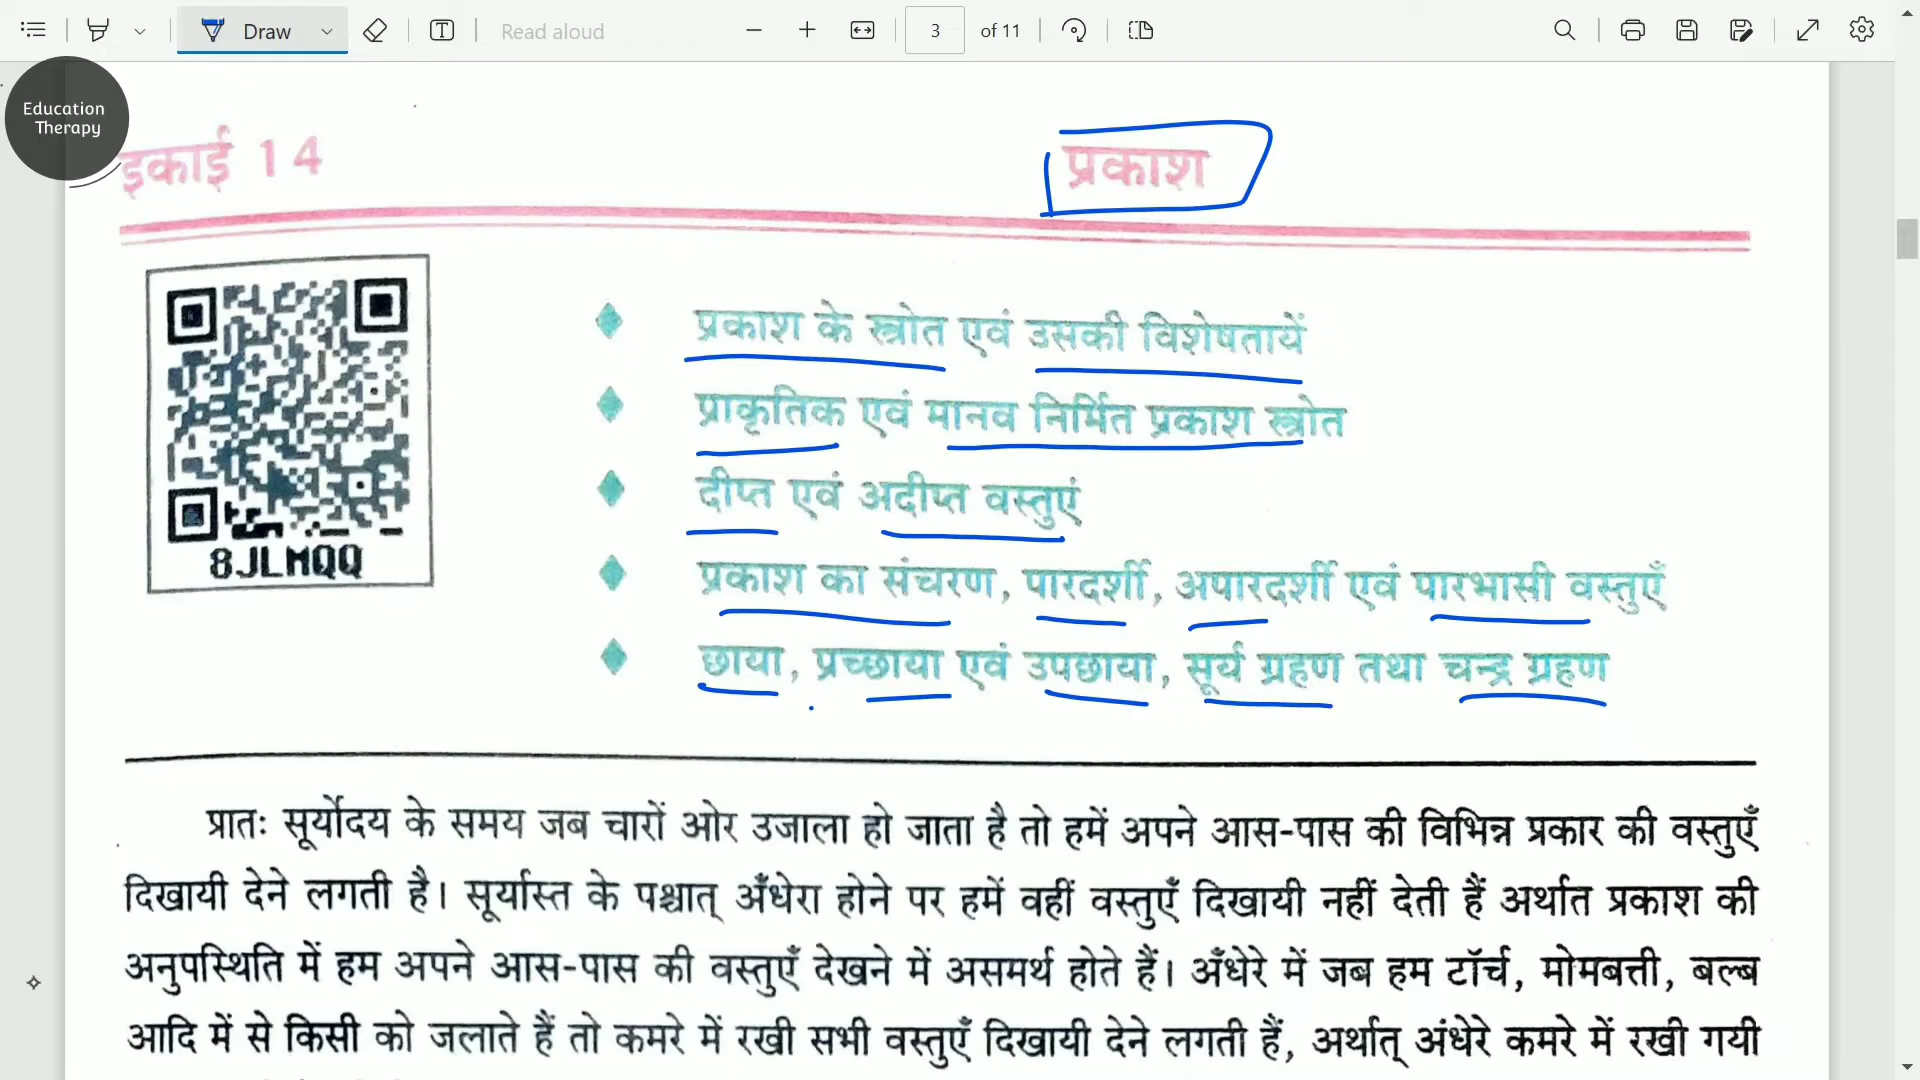 Draw
Read aloud
3
of 11
Education
Therapy
इकाई 14
प्रकाश
8JLMQQ
प्रकाश के स्त्रोत एवं उसकी विशेषतायें
प्राकृतिक एवं मानव निर्मित प्रकाश स्त्रोत
दीप्त एवं अदीप्त वस्तुएं
प्रकाश का संचरण, पारदर्शी, अपारदर्शी एवं पारभासी वस्तुएँ
छाया, प्रच्छाया एवं उपछाया, सूर्य ग्रहण तथा चन्द्र ग्रहण
प्रातः सूर्योदय के समय जब चारों ओर उजाला हो जाता है तो हमें अपने आस-पास की विभिन्न प्रकार की वस्तुएँ
दिखायी देने लगती है। सूर्यास्त के पश्चात् अँधेरा होने पर हमें वहीं वस्तुएँ दिखायी नहीं देती हैं अर्थात प्रकाश की
अनुपस्थिति में हम अपने आस-पास की वस्तुएँ देखने में असमर्थ होते हैं। अँधेरे में जब हम टॉर्च, मोमबत्ती, बल्ब
आदि में से किसी को जलाते हैं तो कमरे में रखी सभी वस्तुएँ दिखायी देने लगती हैं, अर्थात् अंधेरे कमरे में रखी गयी